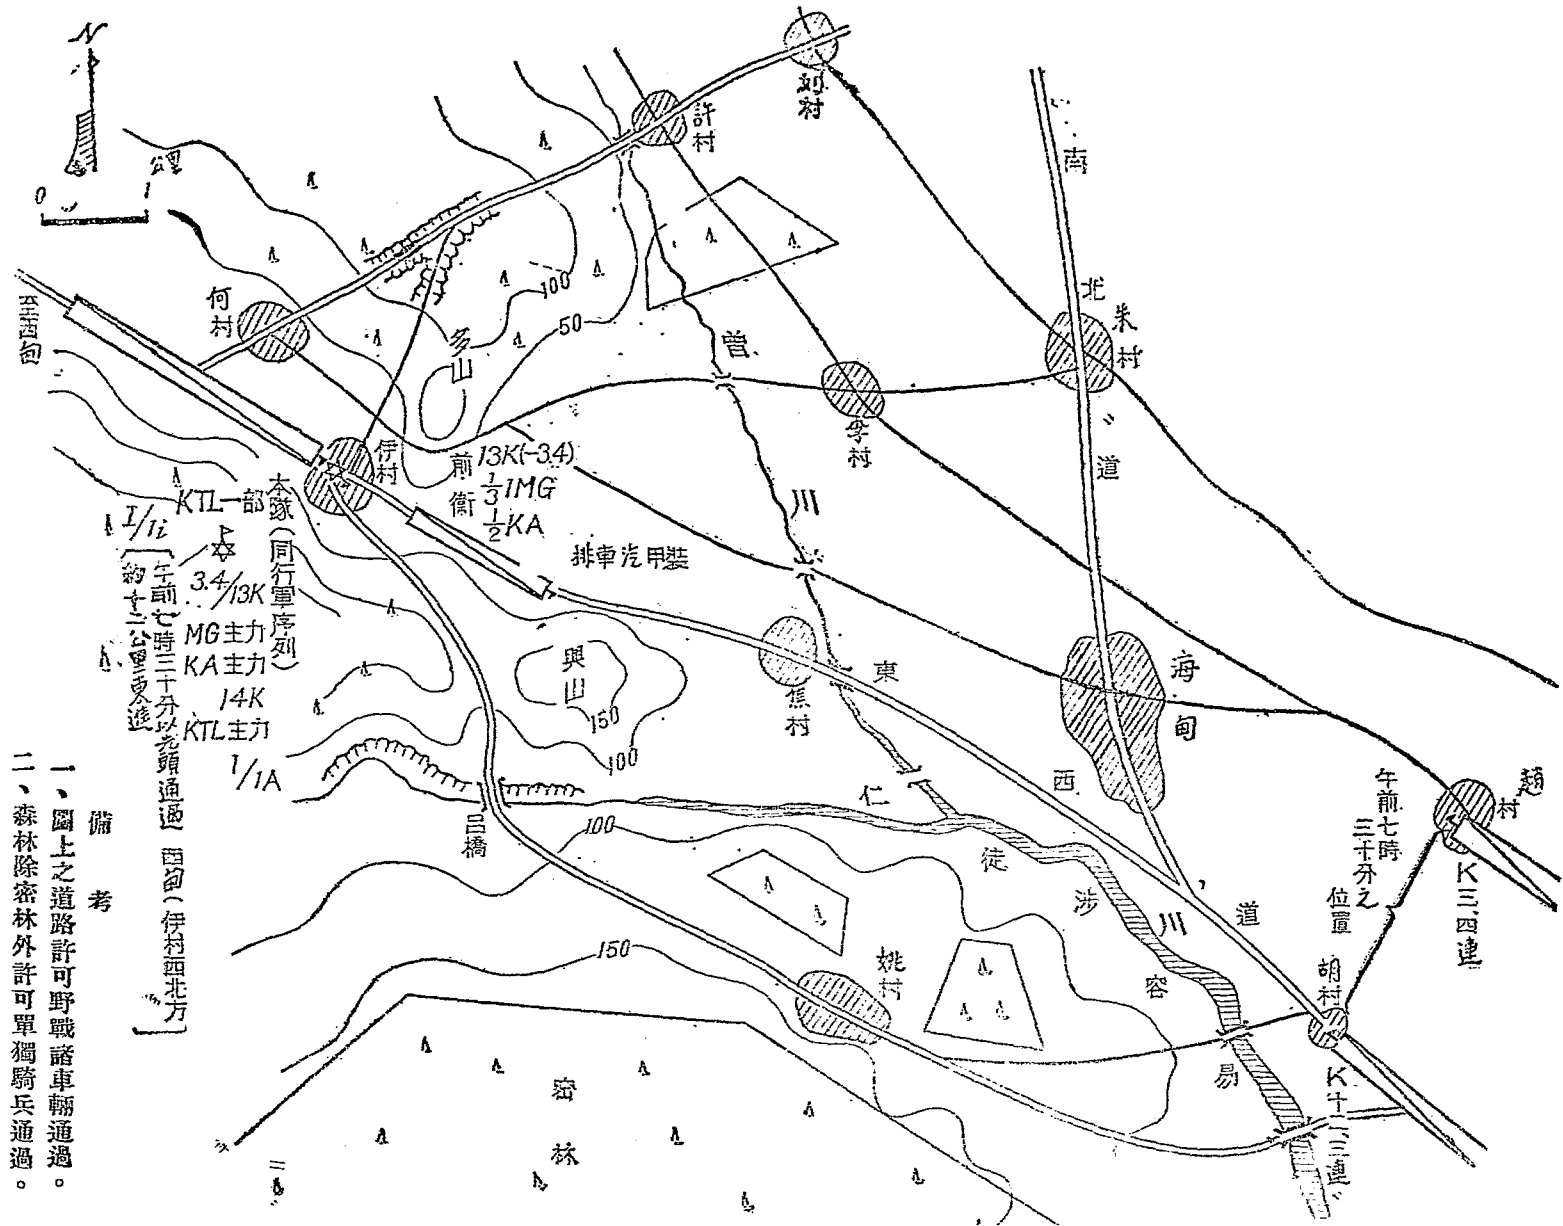 N
公里
0 1
劉村
許村
南
北
道
朱村
何村
至西甸
多山
100
50
曾
川
李村
伊村
前衛
13K(-3.4)
1/3 1MG
1/2 KA
排車汽甲裝
本隊(同行軍序列)
KTL一部
3.4/13K
MG主力
KA主力
14K
KTL主力
1/1A
I/1i
午前七時三十分以先頭通過西甸(伊村西北方
約十二公里東進
興山
150
100
焦村
東
西
道
海甸
趙村
K三、四連
午前七時三十分之位置
胡村
K十一、二、三連
仁
川
徒涉容易
呂橋
100
150
姚村
密林
備考
一、圖上之道路許可野戰諸車輛通過。
二、森林除密林外許可單獨騎兵通過。